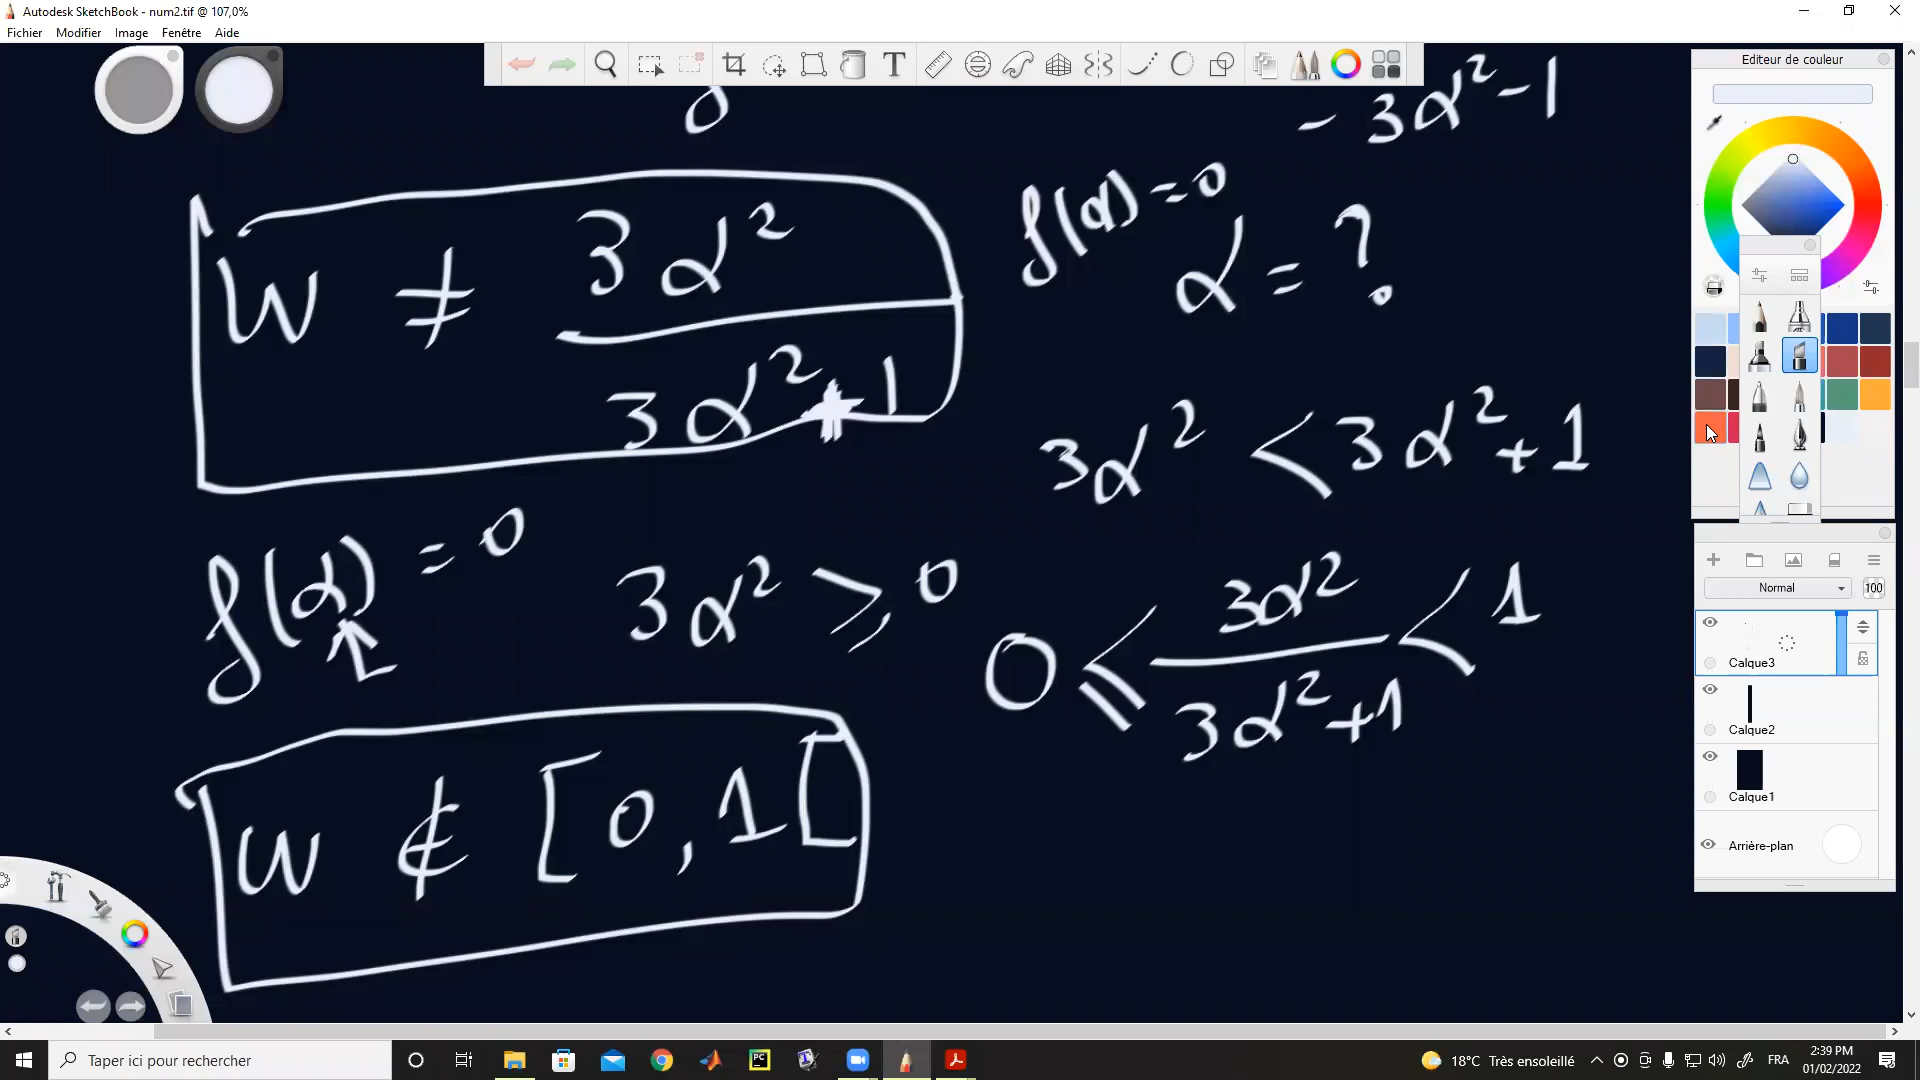 Autodesk SketchBook - num2.tif @ 107,0%
Fichier Modifier Image Fenêtre Aide
T
Editeur de couleur
- 3α² - 1
f(α) = 0
α = ?
W ≠ 3α²
3α² + 1
3α² < 3α² + 1
f(α) = 0
3α² ⩾ 0
0 ⩽ 3α² < 1
3α² + 1
W ∉ [0, 1[
Normal 100
Calque3
Calque2
Calque1
Arrière-plan
Taper ici pour rechercher
PC
18°C Très ensoleillé
FRA
2:39 PM
01/02/2022